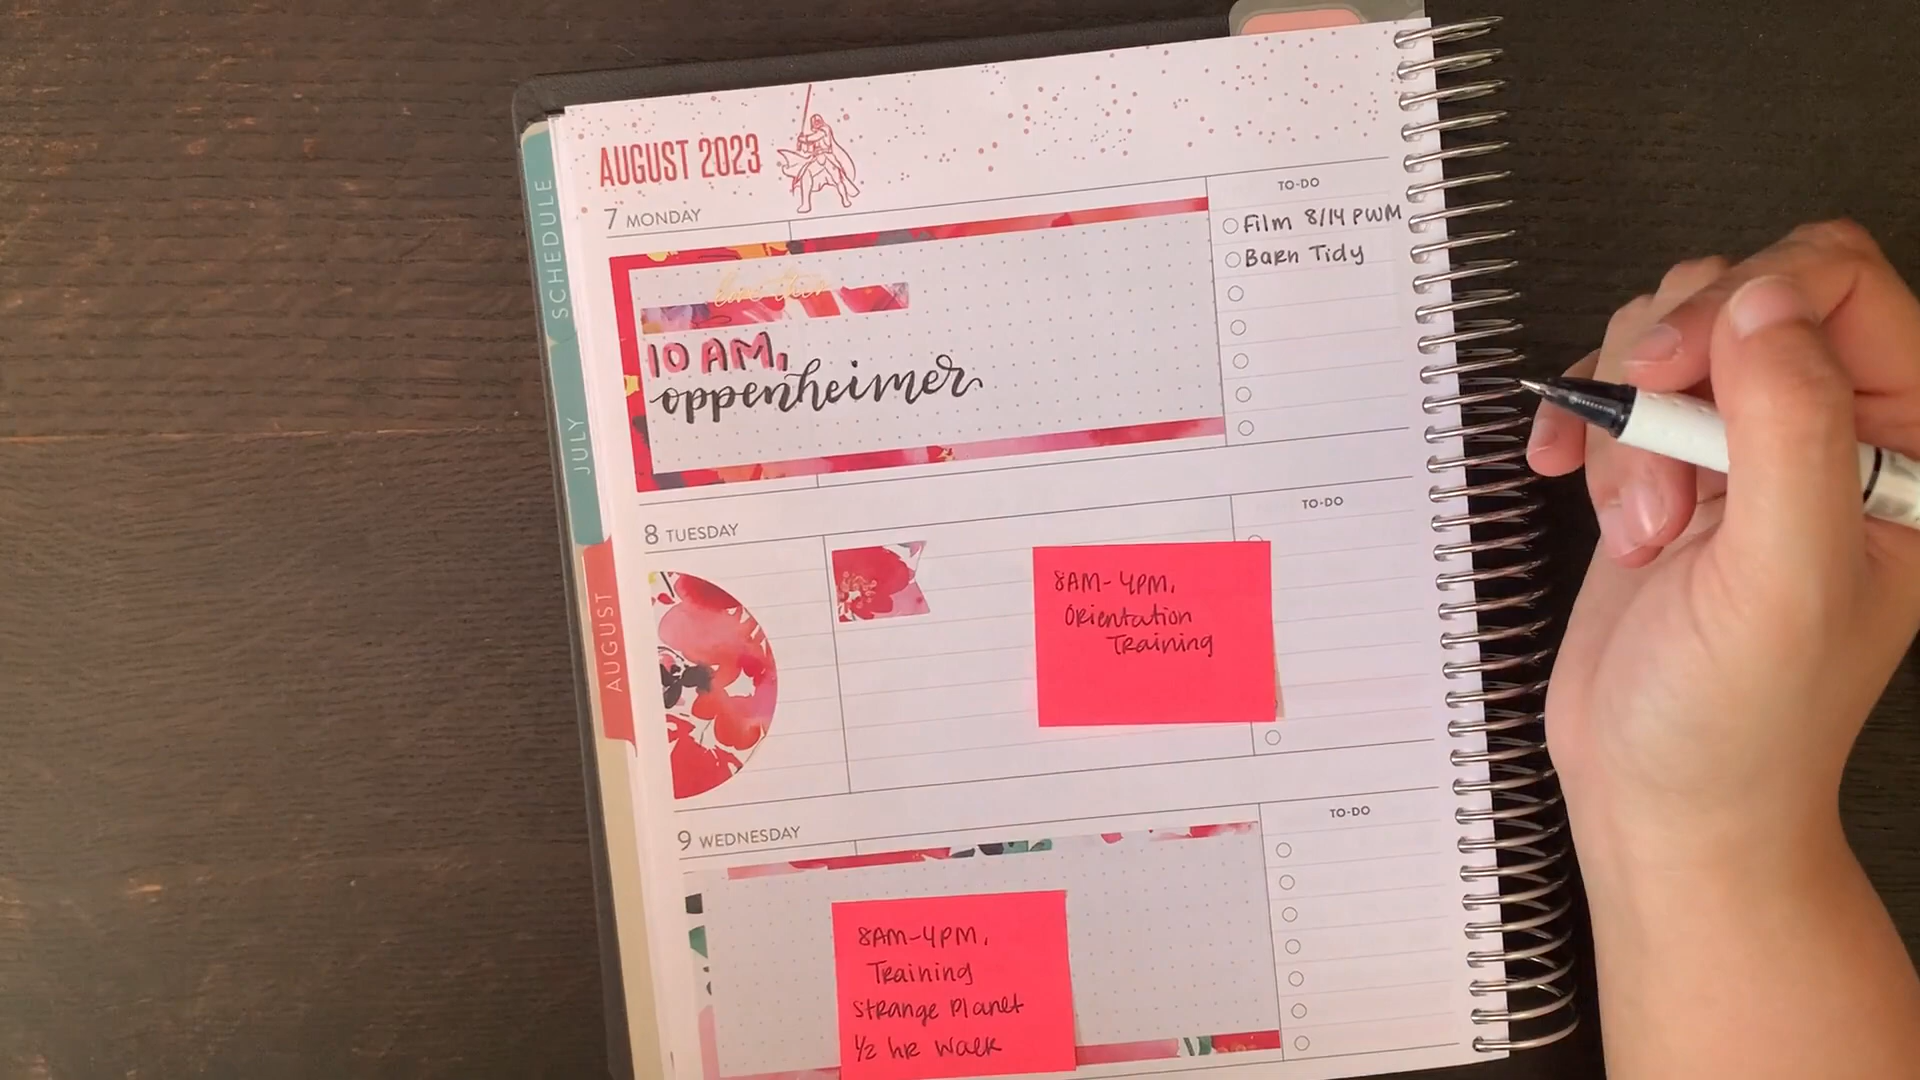 AUGUST 2023
7 MONDAY
TO-DO
Film 8/14 PWM
Barn Tidy
10 AM,
oppenheimer
8 TUESDAY
TO-DO
8AM-4PM,
Orientation
Training
9 WEDNESDAY
TO-DO
8AM-4PM,
Training
Strange Planet
1/2 hr walk
SCHEDULE
JULY
AUGUST